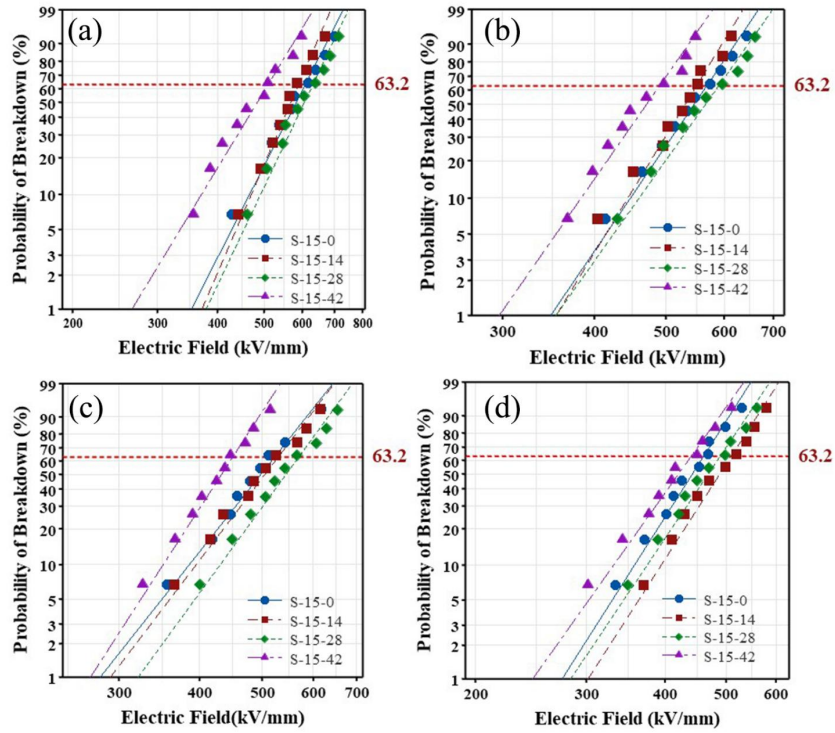 (a)
99
90
80
70
60
50
40
30
20
10
5
3
2
1
Probability of Breakdown (%)
63.2
S-15-0
S-15-14
S-15-28
S-15-42
200 300 400 500 600 700 800
Electric Field (kV/mm)
(b)
99
90
80
70
60
50
40
30
20
10
5
3
2
1
Probability of Breakdown (%)
63.2
S-15-0
S-15-14
S-15-28
S-15-42
300 400 500 600 700
Electric Field (kV/mm)
(c)
99
90
80
70
60
50
40
30
20
10
5
3
2
1
Probability of Breakdown (%)
63.2
S-15-0
S-15-14
S-15-28
S-15-42
300 400 500 600 700
Electric Field(kV/mm)
(d)
99
90
80
70
60
50
40
30
20
10
5
3
2
1
Probability of Breakdown (%)
63.2
S-15-0
S-15-14
S-15-28
S-15-42
200 300 400 500 600
Electric Field (kV/mm)